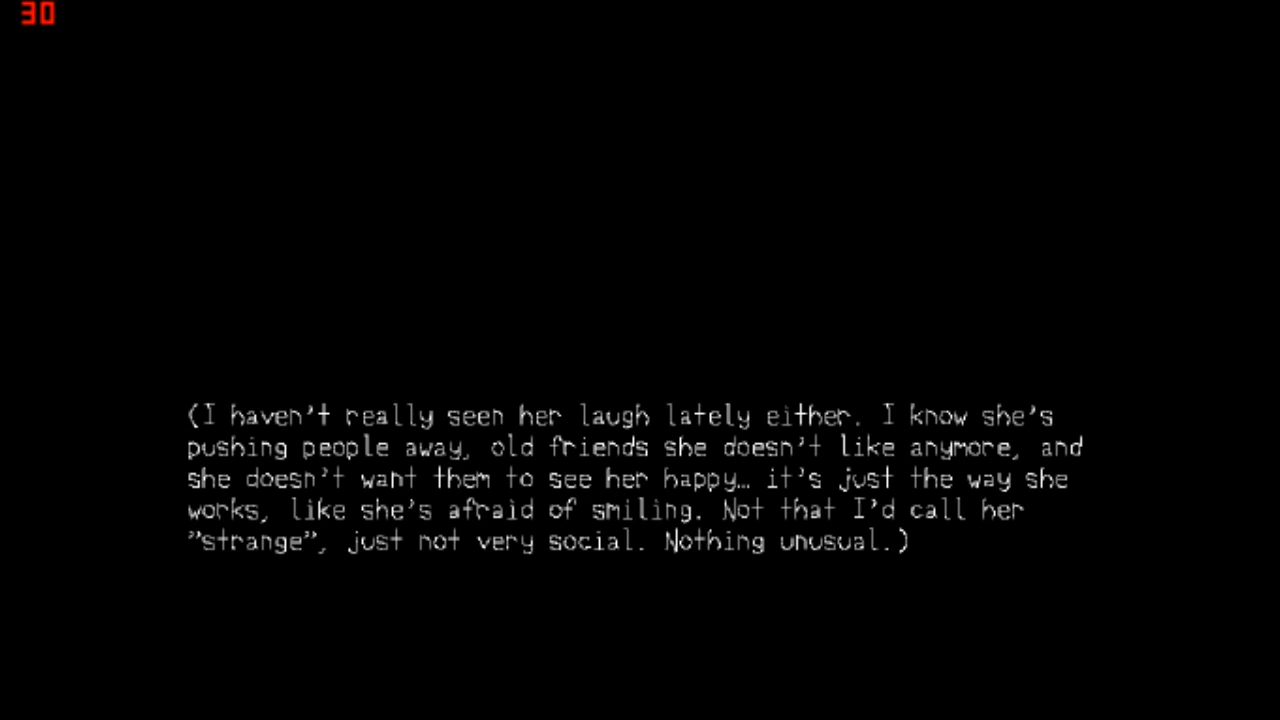 30
(I haven't really seen her laugh lately either. I know she's
pushing people away, old friends she doesn't like anymore, and
she doesn't want them to see her happy… it's just the way she
works, like she's afraid of smiling. Not that I'd call her
”strange”, just not very social. Nothing unusual.)